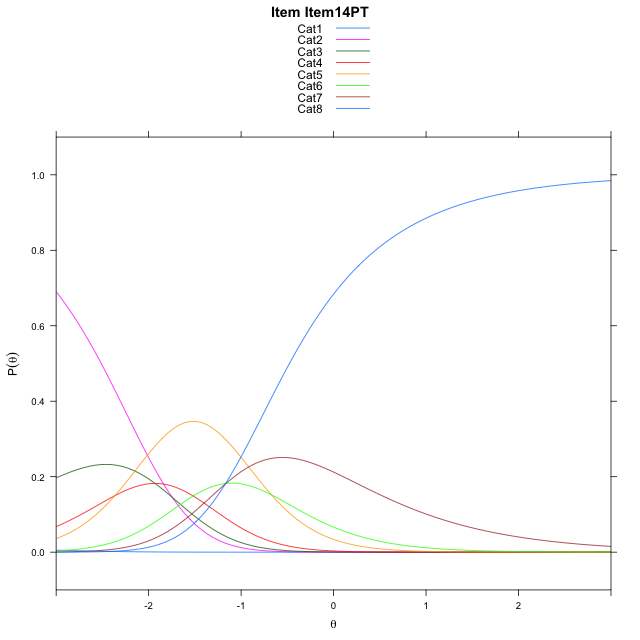 Item Item14PT
Cat1
Cat2
Cat3
Cat4
Cat5
Cat6
Cat7
Cat8
1.0
0.8
0.6
0.4
0.2
0.0
P(θ)
-2 -1 0 1 2
θ